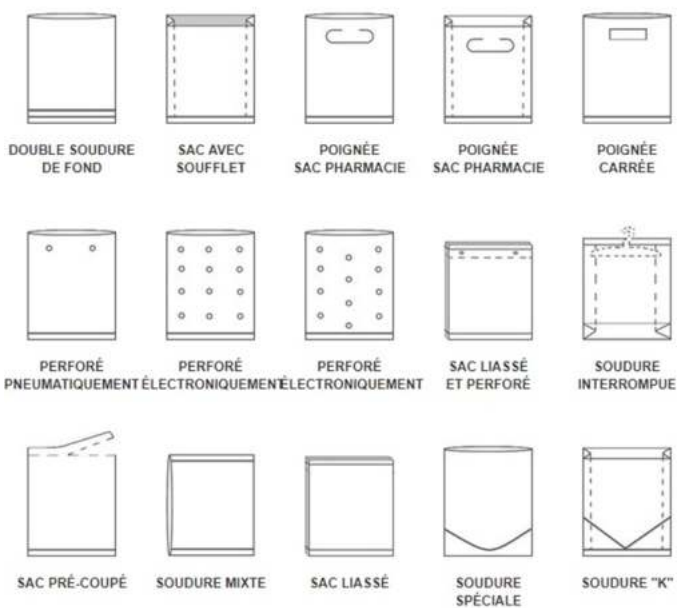 DOUBLE SOUDURE
DE FOND
SAC AVEC
SOUFFLET
POIGNÉE
SAC PHARMACIE
POIGNÉE
SAC PHARMACIE
POIGNÉE
CARRÉE
PERFORÉ
PNEUMATIQUEMENT
PERFORÉ
ÉLECTRONIQUEMENT
PERFORÉ
ÉLECTRONIQUEMENT
SAC LIASSÉ
ET PERFORÉ
SOUDURE
INTERROMPUE
SAC PRÉ-COUPÉ
SOUDURE MIXTE
SAC LIASSÉ
SOUDURE
SPÉCIALE
SOUDURE "K"